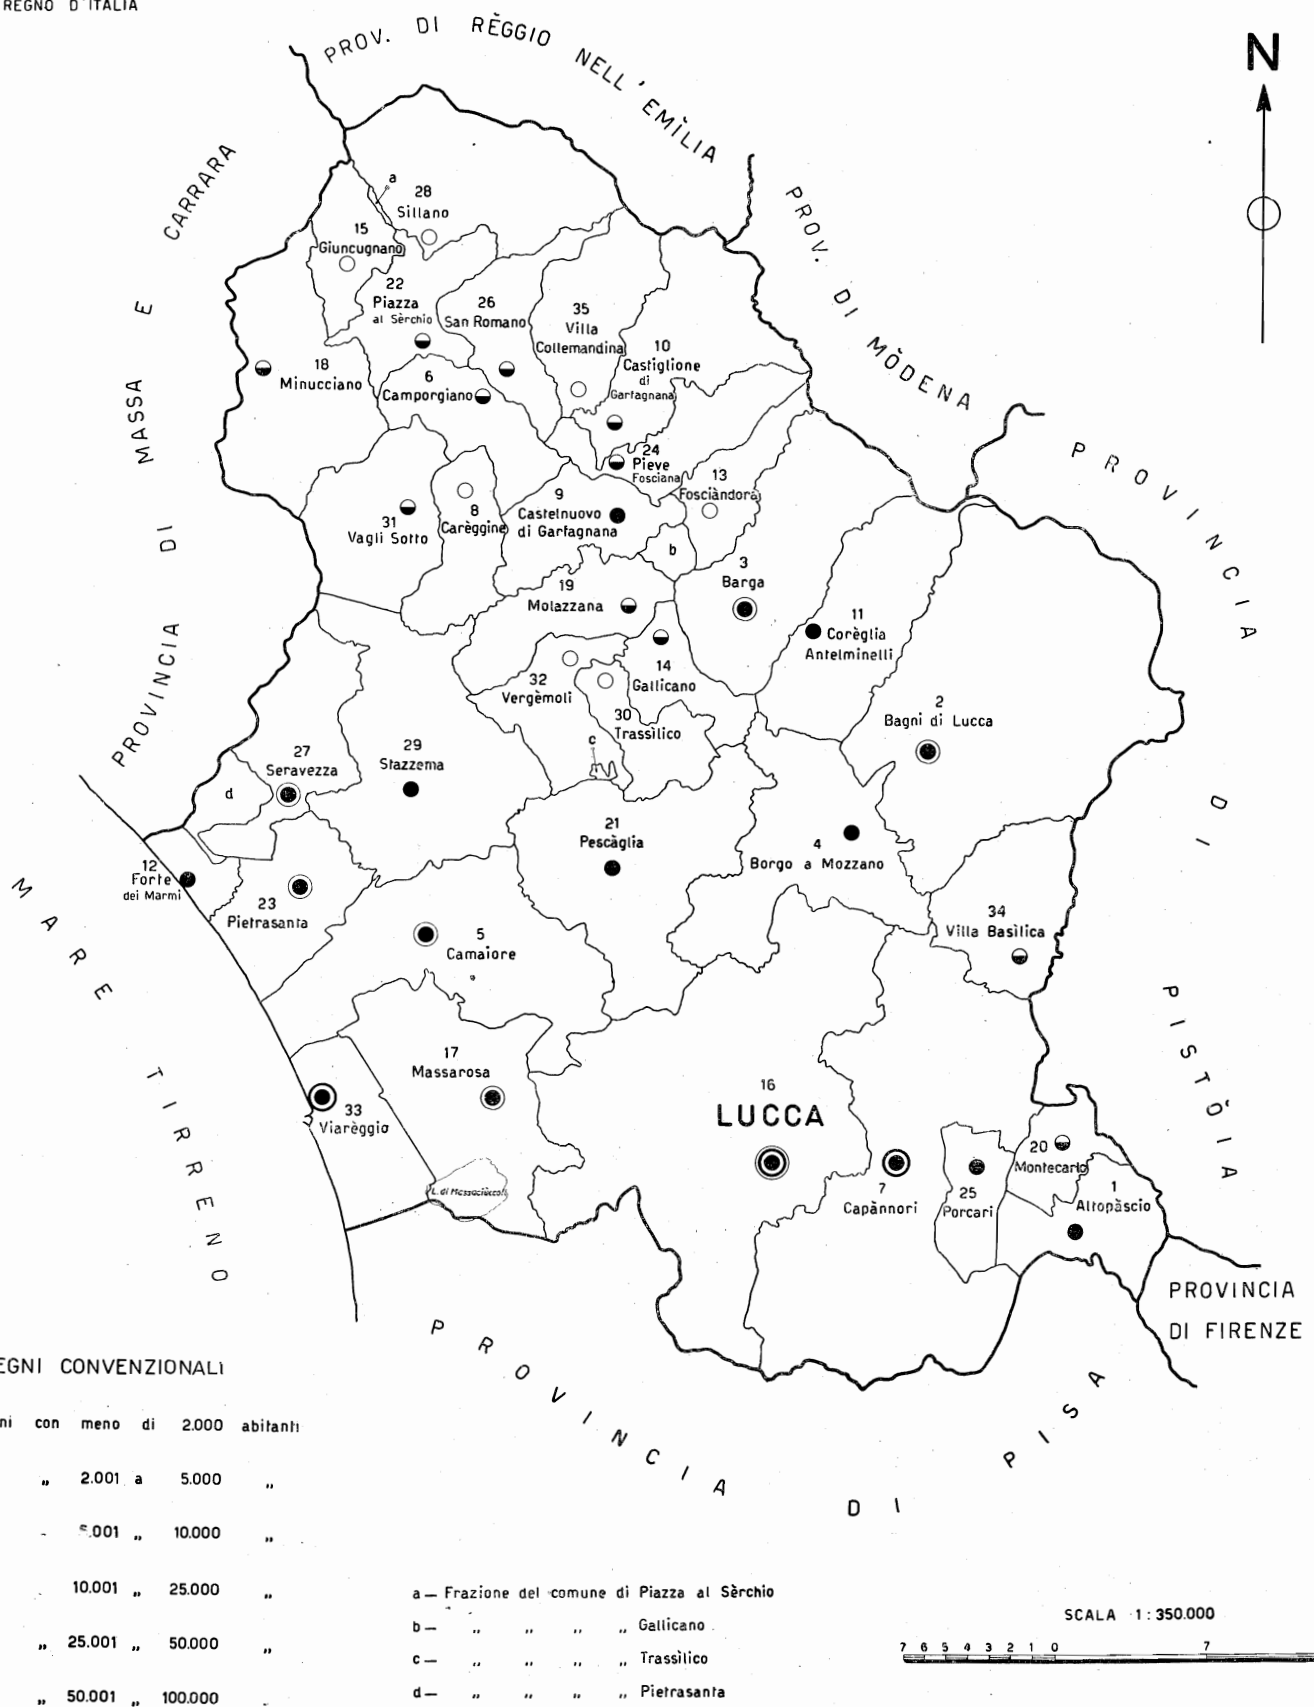 REGNO D'ITALIA
N
PROV. DI RÈGGIO NELL'EMÌLIA
PROV. DI MÒDENA
PROVINCIA DI PISTÒIA
PROVINCIA DI MASSA E CARRARA
a
28
Sillano
15
Giuncugnano
22
Piazza
al Sèrchio
26
San Romano
35
Villa
Collemandina
10
Castiglione
di
Garfagnana
18
Minucciano
6
Camporgiano
24
Pieve
Fosciana
13
Fosciàndora
9
Castelnuovo
di Garfagnana
8
Carèggine
31
Vagli Sotto
b
3
Barga
19
Molazzana
11
Corèglia
Antelminelli
14
Gallicano
32
Vergèmoli
30
Trassìlico
c
2
Bagni di Lucca
27
Seravezza
29
Stazzema
d
21
Pescàglia
4
Borgo a Mozzano
12
Forte
dei Marmi
23
Pietrasanta
34
Villa Basìlica
5
Camaiore
MARE TIRRENO
17
Massarosa
16
LUCCA
33
Viarèggio
20
Montecarlo
1
Altopàscio
25
Porcari
7
Capànnori
L. di Massaciùccoli
PROVINCIA
DI FIRENZE
PROVINCIA DI PISA
EGNI CONVENZIONALI
ni con meno di 2.000 abitanti
„ 2.001 a 5.000 „
5.001 „ 10.000 „
10.001 „ 25.000 „
„ 25.001 „ 50.000 „
„ 50.001 „ 100.000
a — Frazione del comune di Piazza al Sèrchio
b — „ „ „ „ Gallicano
c — „ „ „ „ Trassìlico
d — „ „ „ „ Pietrasanta
SCALA 1:350.000
7 6 5 4 3 2 1 0 7